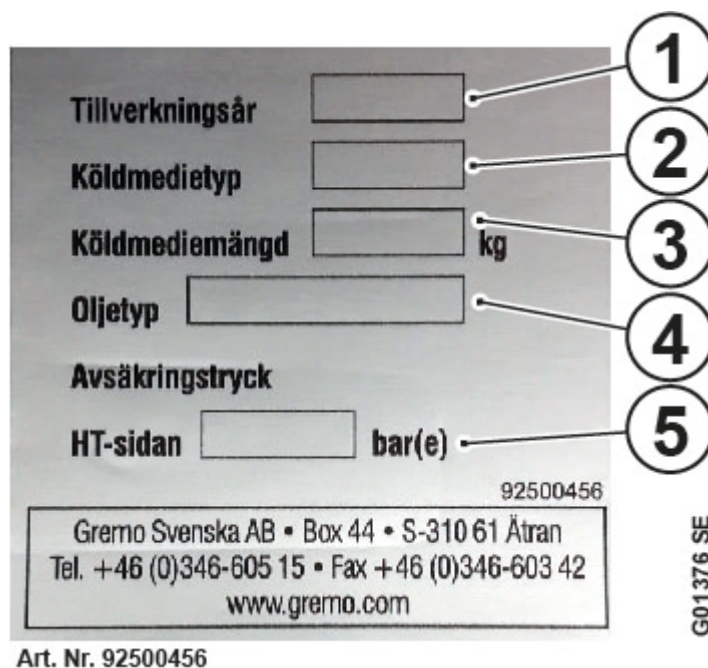 Tillverkningsår
1
Köldmedietyp
2
Köldmediemängd kg
3
Oljetyp
4
Avsäkringstryck
HT-sidan bar(e)
5
92500456
Gremo Svenska AB • Box 44 • S-310 61 Ätran
Tel. +46 (0)346-605 15 • Fax +46 (0)346-603 42
www.gremo.com
G01376 SE
Art. Nr. 92500456